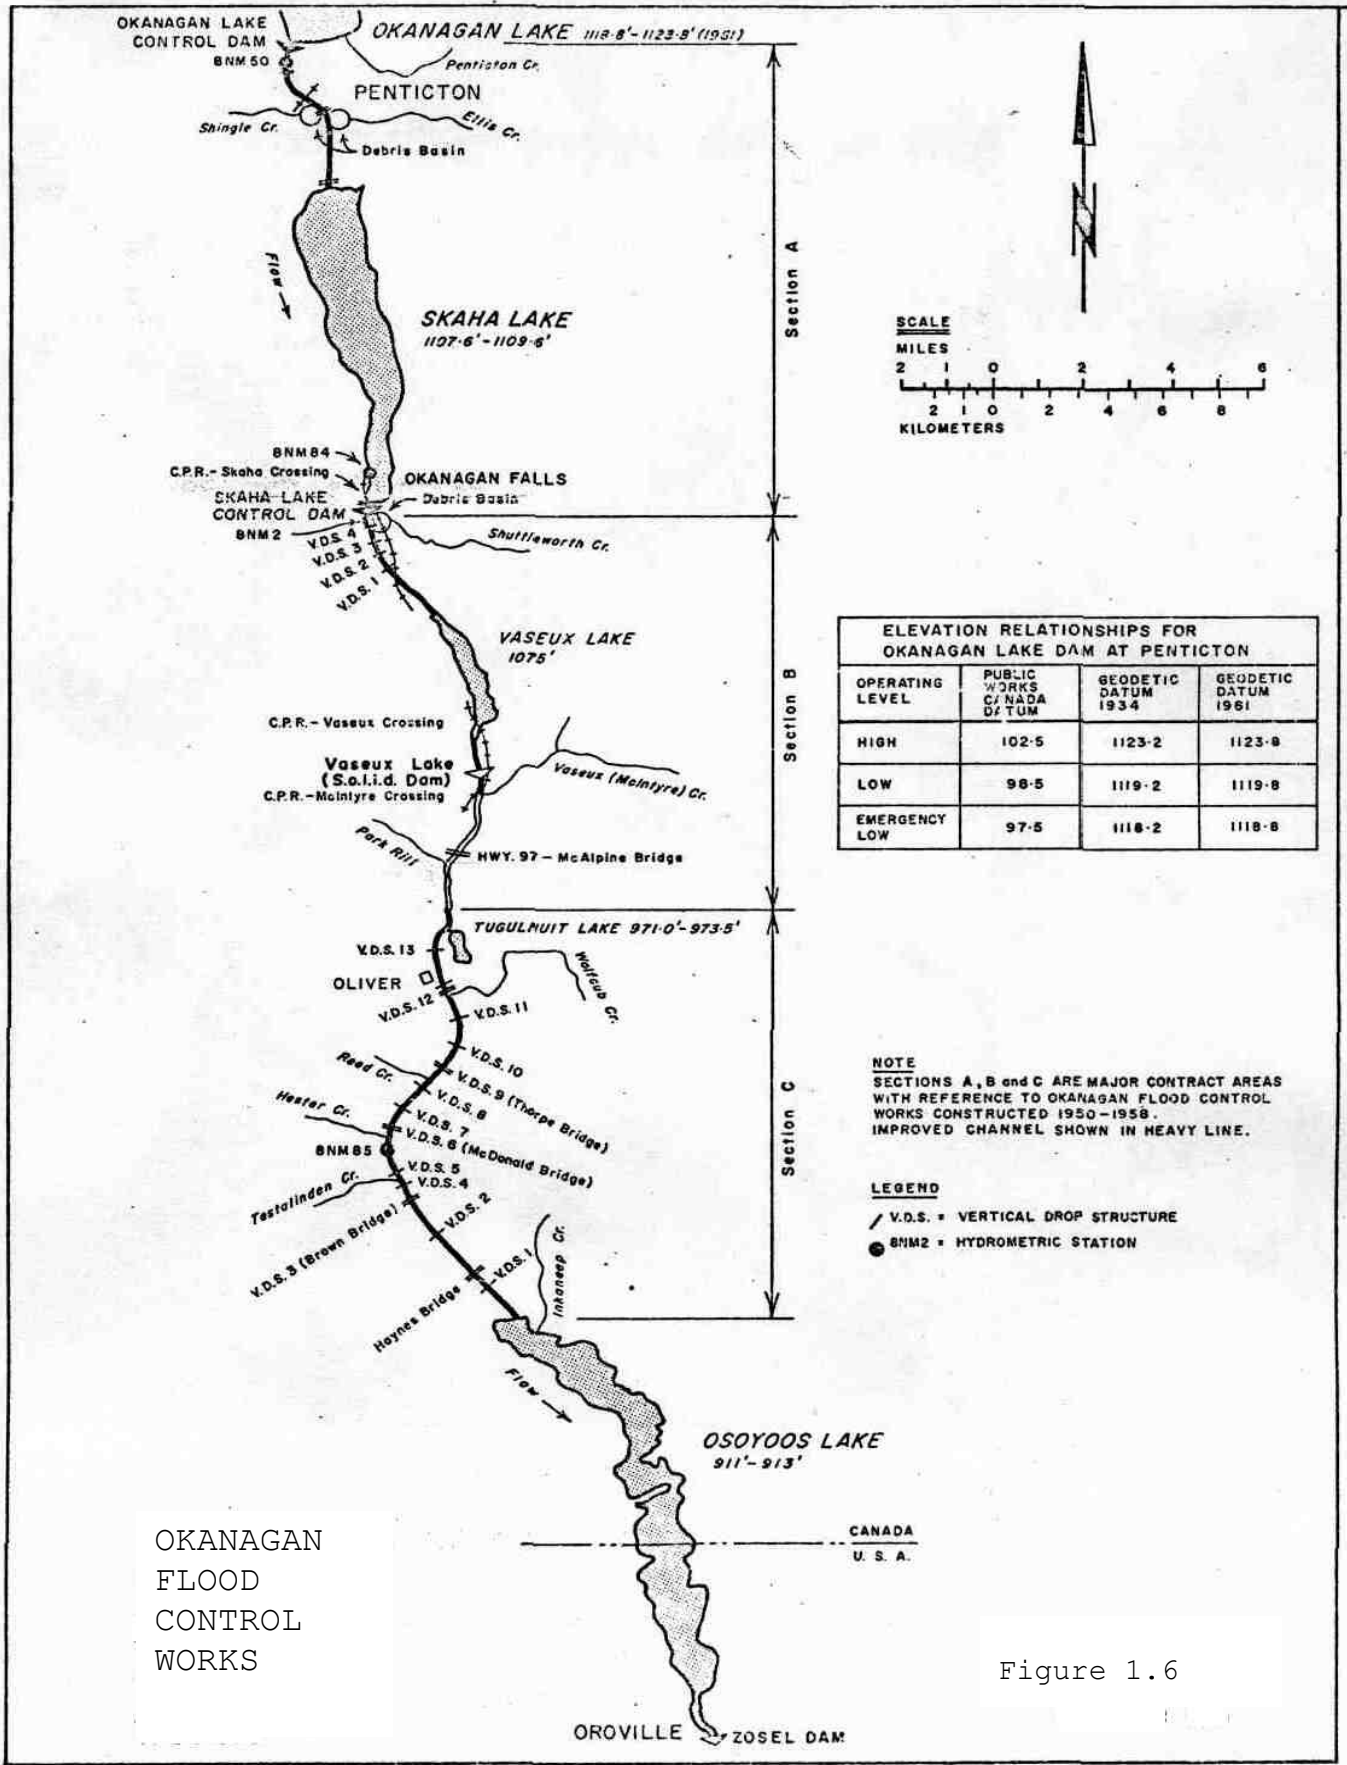 OKANAGAN LAKE
CONTROL DAM
8NM50
OKANAGAN LAKE 1118·8'-1123·8' (1961)
Penticton Cr.
PENTICTON
Shingle Cr.
Ellis Cr.
Debris Basin
Flow
SKAHA LAKE
1107·6'-1109·6'
Section A
SCALE
MILES
2 1 0 2 4 6
2 1 0 2 4 6 8
KILOMETERS
8NM84
C.P.R.- Skaha Crossing
OKANAGAN FALLS
SKAHA LAKE
CONTROL DAM
Debris Basin
8NM2
V.D.S. 4
V.D.S. 3
V.D.S. 2
V.D.S. 1
Shuttleworth Cr.
VASEUX LAKE
1075'
Section B
C.P.R.- Vaseux Crossing
Vaseux Lake
(S.o.l.i.d. Dam)
C.P.R.-McIntyre Crossing
Vaseux (McIntyre) Cr.
Park Rill
HWY. 97 - McAlpine Bridge
ELEVATION RELATIONSHIPS FOR
OKANAGAN LAKE DAM AT PENTICTON
OPERATING LEVEL PUBLIC WORKS CANADA DATUM GEODETIC DATUM 1934 GEODETIC DATUM 1961
HIGH 102·5 1123·2 1123·8
LOW 98·5 1119·2 1119·8
EMERGENCY LOW 97·5 1118·2 1118·8
TUGULNUIT LAKE 971·0'-973·5'
V.D.S. 13
OLIVER
V.D.S. 12
Wolfcub Cr.
V.D.S. 11
V.D.S. 10
Reed Cr.
V.D.S. 9 (Thorpe Bridge)
V.D.S. 8
Hester Cr.
V.D.S. 7
V.D.S. 6 (McDonald Bridge)
8NM85
V.D.S. 5
V.D.S. 4
Testalinden Cr.
V.D.S. 3 (Brown Bridge)
V.D.S. 2
V.D.S. 1
Haynes Bridge
Inkaneep Cr.
Section C
NOTE
SECTIONS A, B and C ARE MAJOR CONTRACT AREAS
WITH REFERENCE TO OKANAGAN FLOOD CONTROL
WORKS CONSTRUCTED 1950-1958.
IMPROVED CHANNEL SHOWN IN HEAVY LINE.
LEGEND
V.D.S. = VERTICAL DROP STRUCTURE
8NM2 = HYDROMETRIC STATION
Flow
OSOYOOS LAKE
911'-913'
CANADA
U. S. A.
OKANAGAN
FLOOD
CONTROL
WORKS
Figure 1.6
OROVILLE
ZOSEL DAM